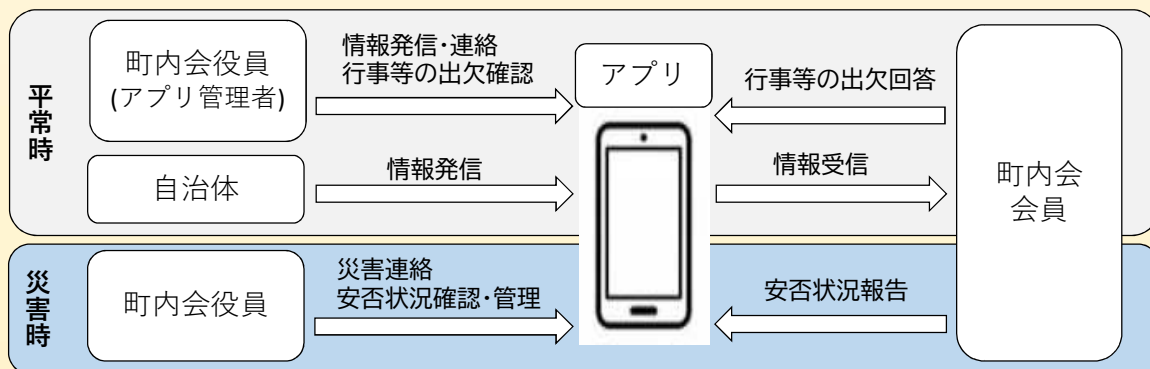 平常時
町内会役員
(アプリ管理者)
情報発信・連絡
行事等の出欠確認
アプリ
行事等の出欠回答
自治体
情報発信
情報受信
町内会
会員
災害時
町内会役員
災害連絡
安否状況確認・管理
安否状況報告